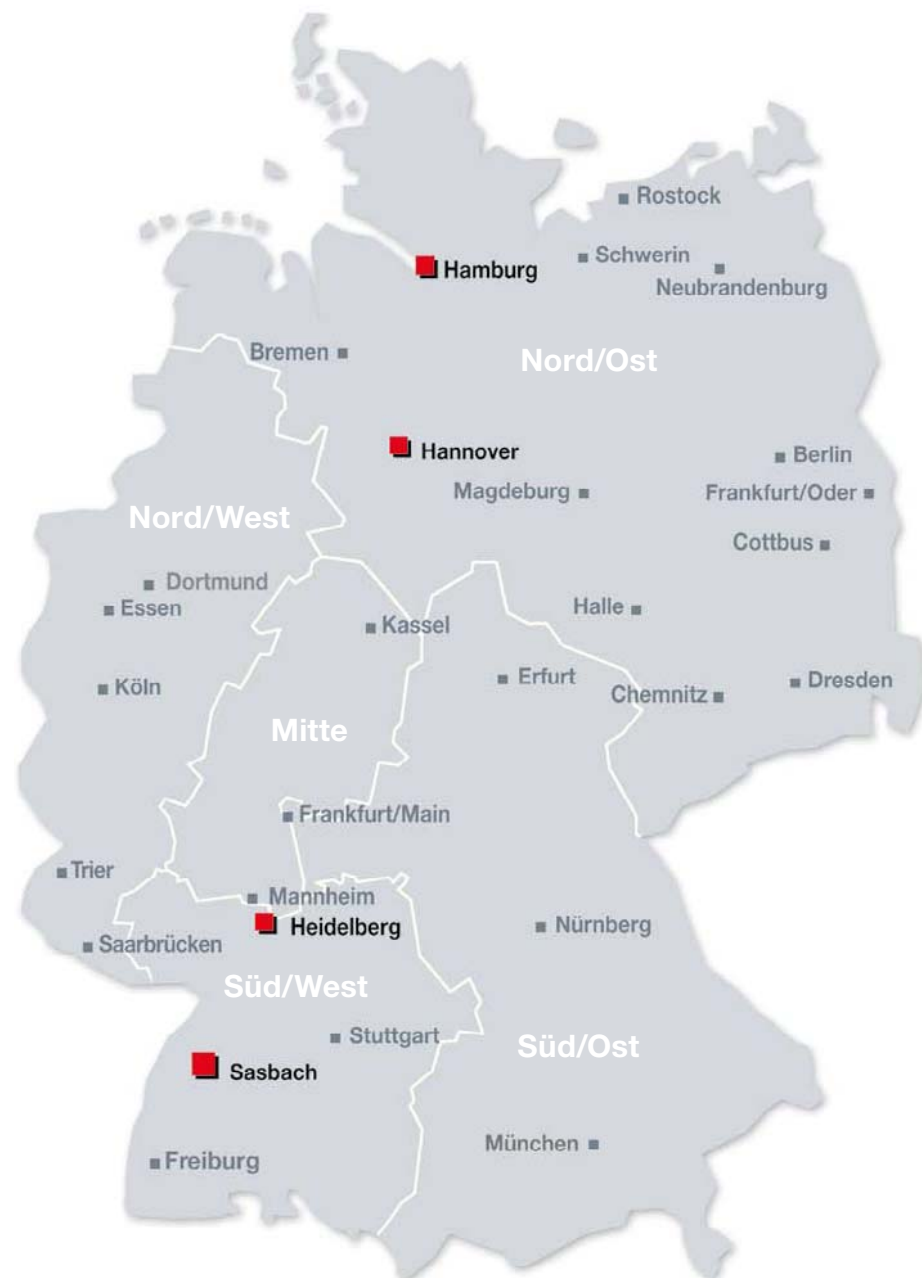 Rostock
Schwerin
Hamburg
Neubrandenburg
Bremen
Nord/Ost
Hannover
Berlin
Magdeburg
Frankfurt/Oder
Nord/West
Cottbus
Dortmund
Essen
Halle
Kassel
Erfurt
Dresden
Köln
Chemnitz
Mitte
Frankfurt/Main
Trier
Mannheim
Heidelberg
Nürnberg
Saarbrücken
Süd/West
Stuttgart
Süd/Ost
Sasbach
München
Freiburg